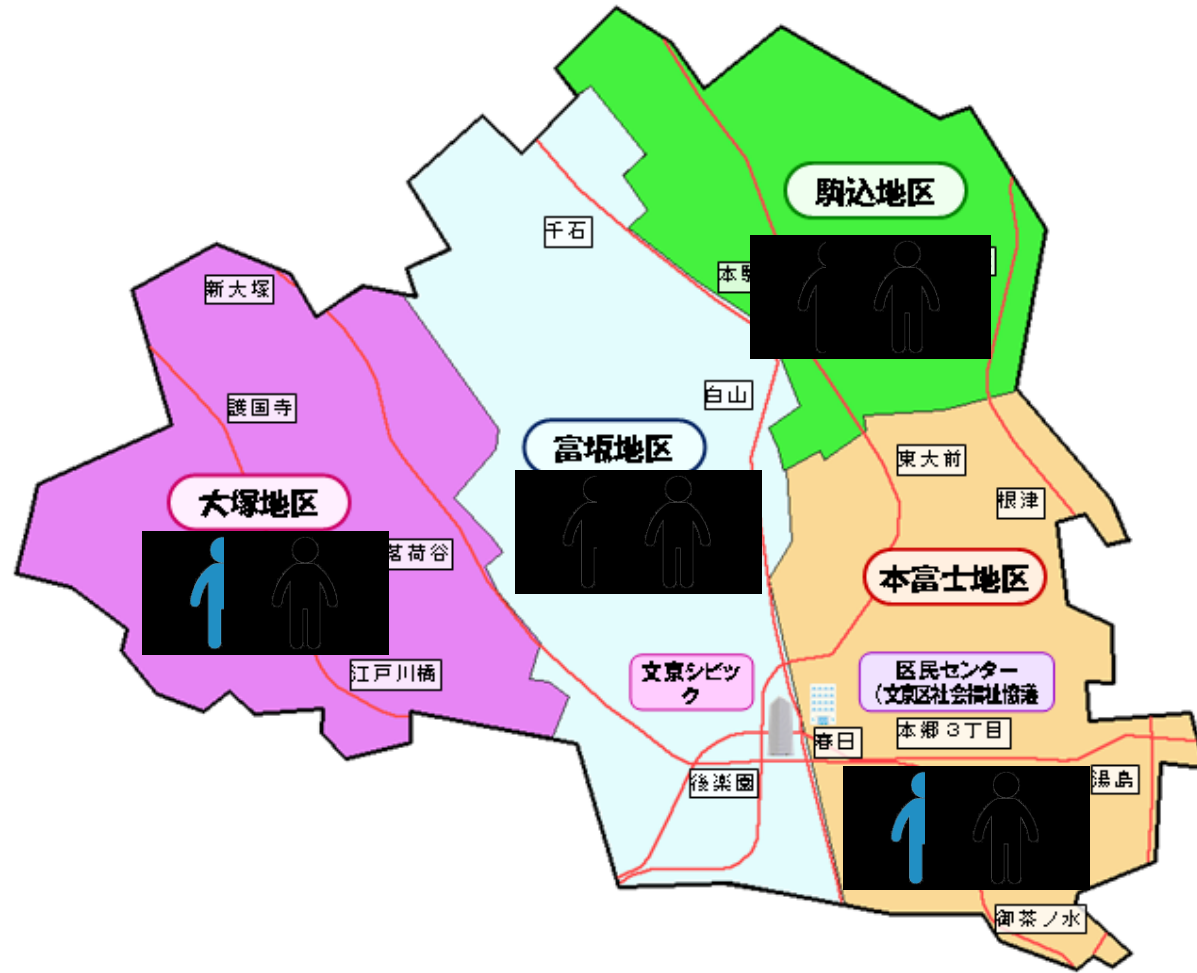 駒込地区
千石
新大塚
本駒
白山
護国寺
富坂地区
東大前
大塚地区
根津
茗荷谷
本富士地区
文京シビッ
ク
区民センター
(文京区社会福祉協議
江戸川橋
本郷3丁目
春日
後楽園
湯島
御茶ノ水